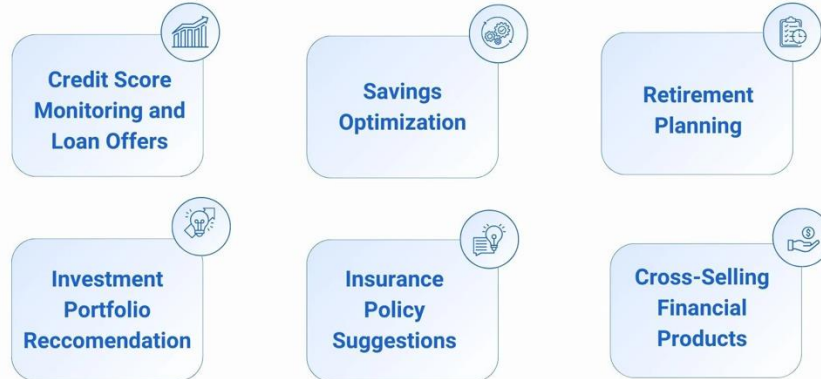 Credit Score
Monitoring and
Loan Offers
Savings
Optimization
Retirement
Planning
Investment
Portfolio
Reccomendation
Insurance
Policy
Suggestions
Cross-Selling
Financial
Products